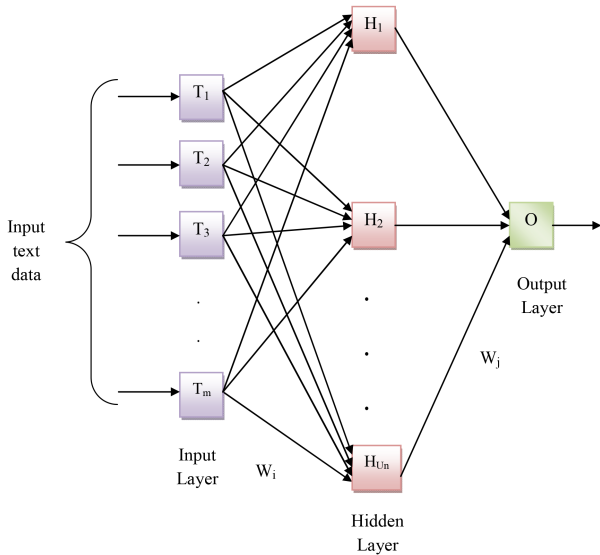 Input
text
data
T1
T2
T3
.
.
Tm
Input
Layer
Wi
H1
H2
.
.
.
HUn
Hidden
Layer
Wj
O
Output
Layer